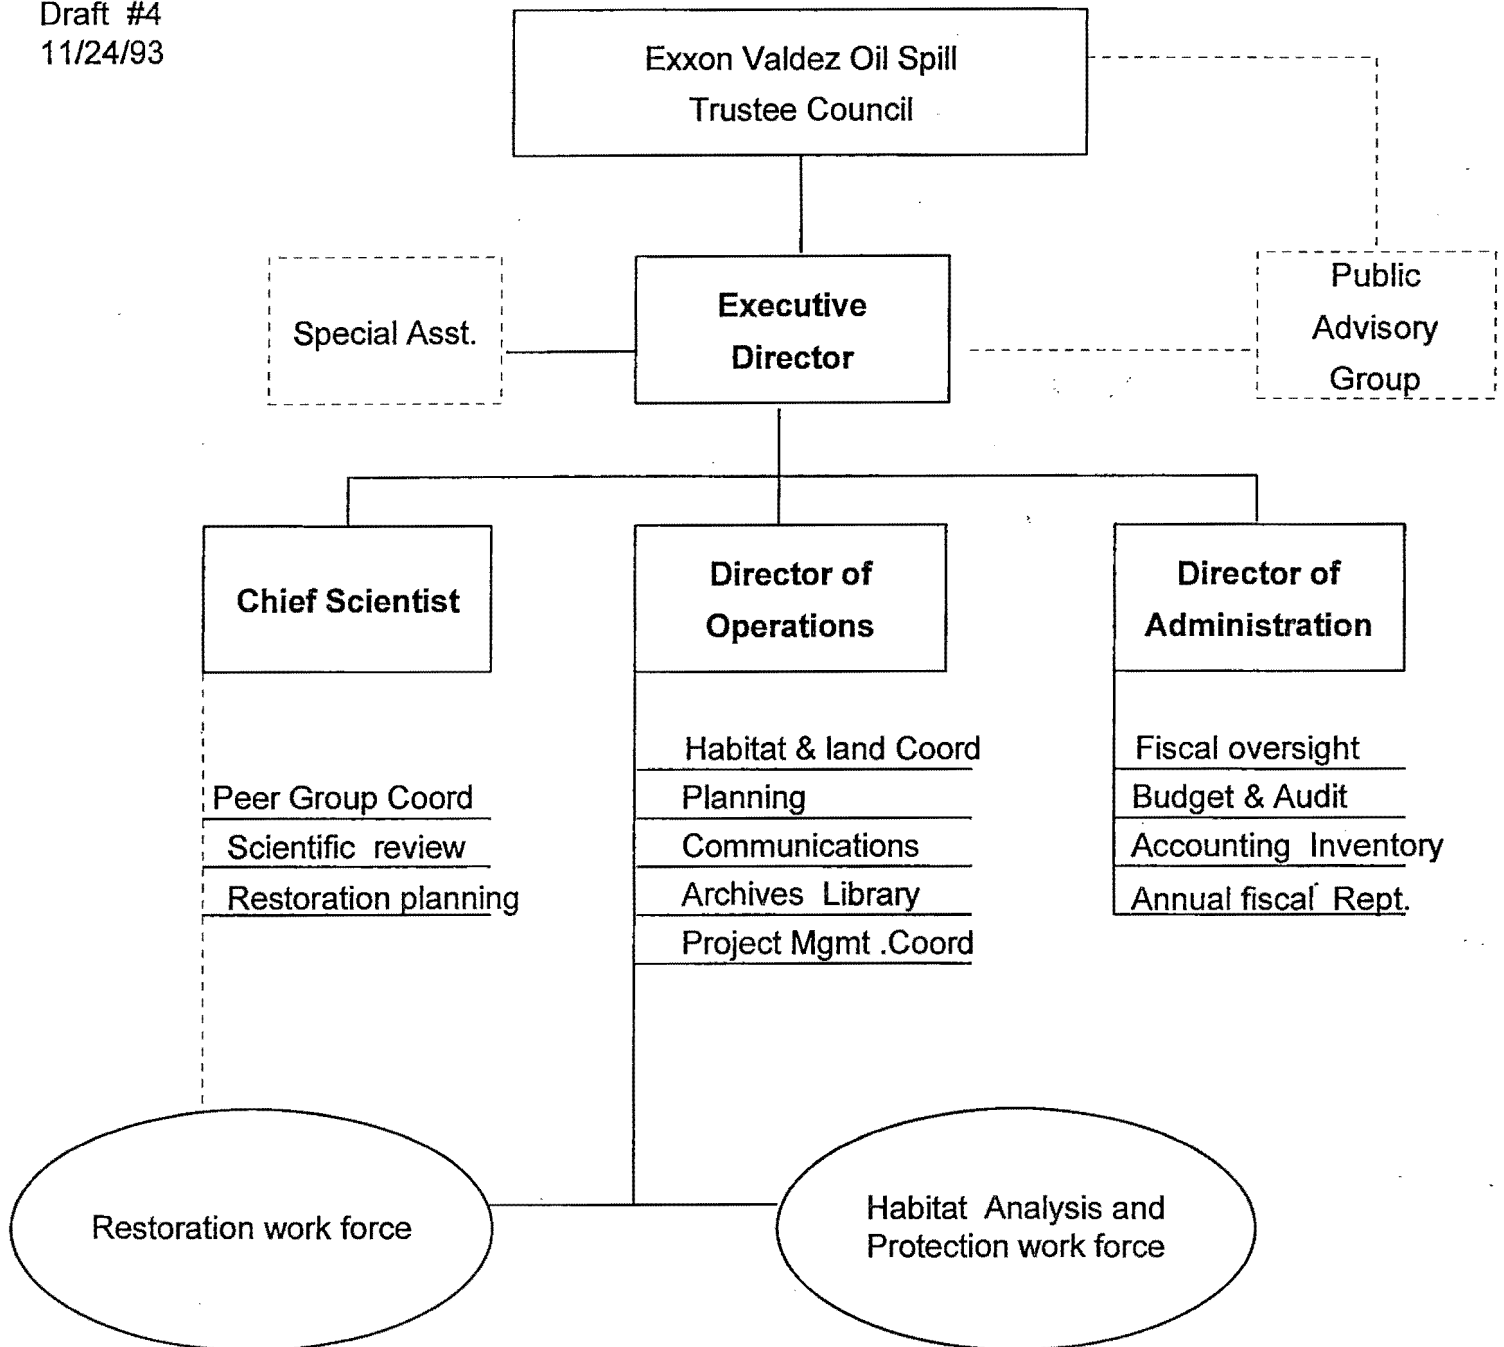 Draft #4
11/24/93
Exxon Valdez Oil Spill
Trustee Council
Special Asst.
Executive
Director
Public
Advisory
Group
Chief Scientist
Director of
Operations
Director of
Administration
Peer Group Coord
Scientific review
Restoration planning
Habitat & land Coord
Planning
Communications
Archives Library
Project Mgmt .Coord
Fiscal oversight
Budget & Audit
Accounting Inventory
Annual fiscal Rept.
Restoration work force
Habitat Analysis and
Protection work force